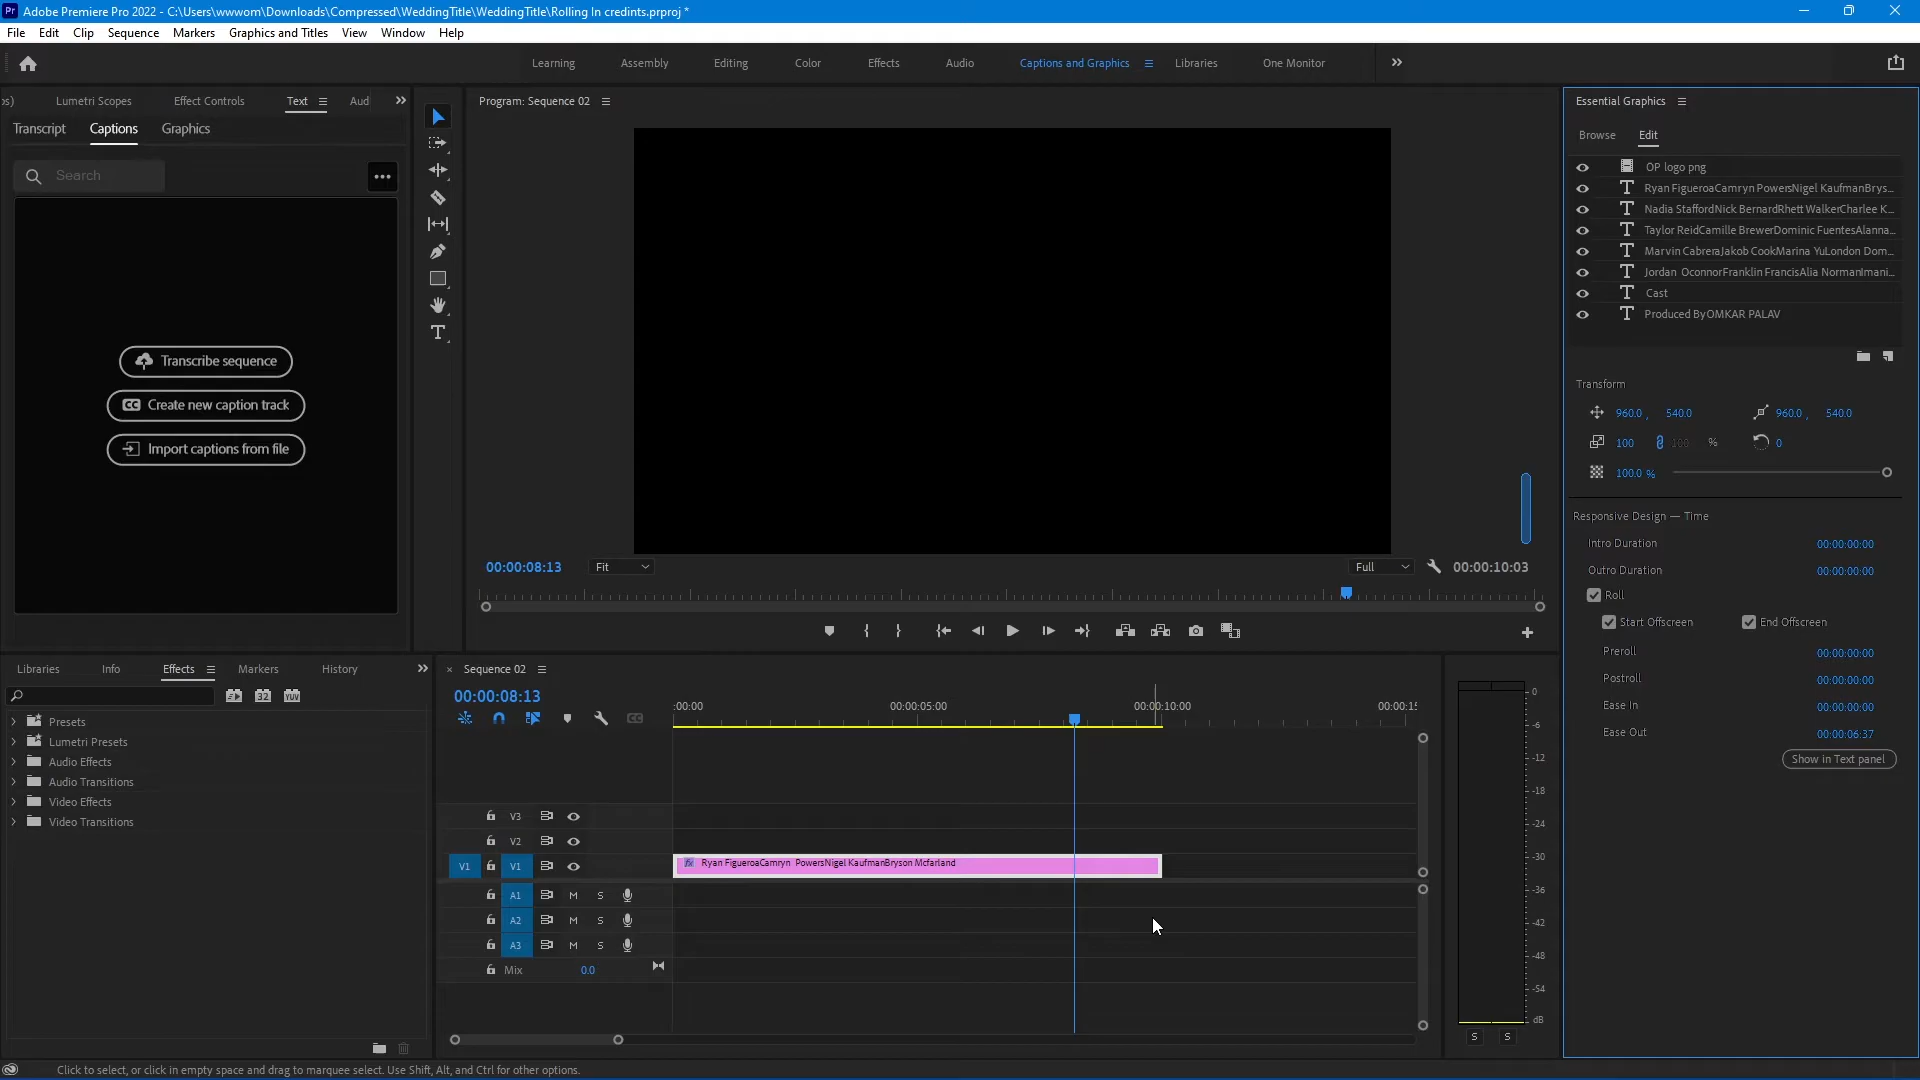 Adobe Premiere Pro 2022 - C:\Users\wwwom\Downloads\Compressed\WeddingTitle\WeddingTitle\Rolling In credints.prproj *
File Edit Clip Sequence Markers Graphics and Titles View Window Help
Learning Assembly Editing Color Effects Audio Captions and Graphics Libraries One Monitor
Lumetri Scopes Effect Controls Text Aud
Transcript Captions Graphics
Search
Transcribe sequence
Create new caption track
Import captions from file
Program: Sequence 02
00:00:08:13 Fit Full 00:00:10:03
Essential Graphics
Browse Edit
OP logo png
Ryan FigueroaCamryn PowersNigel KaufmanBrys...
Nadia StaffordNick BernardRhett WalkerCharlee K...
Taylor ReidCamille BrewerDominic FuentesAlanna...
Marvin CabreraJakob CookMarina YuLondon Dom...
Jordan OconnorFranklin FrancisAlia NormanImani...
Cast
Produced ByOMKAR PALAV
Transform
960.0 , 540.0 960.0 , 540.0
100 100 % 0
100.0 %
Responsive Design — Time
Intro Duration 00:00:00:00
Outro Duration 00:00:00:00
Roll
Start Offscreen End Offscreen
Preroll 00:00:00:00
Postroll 00:00:00:00
Ease In 00:00:00:00
Ease Out 00:00:06:37
Show in Text panel
Libraries Info Effects Markers History
32 YUV
Presets
Lumetri Presets
Audio Effects
Audio Transitions
Video Effects
Video Transitions
× Sequence 02
00:00:08:13
:00:00 00:00:05:00 00:00:10:00 00:00:15
V3
V2
V1 V1
fx Ryan FigueroaCamryn PowersNigel KaufmanBryson Mcfarland
A1 M S
A2 M S
A3 M S
Mix 0.0
0
-6
-12
-18
-24
-30
-36
-42
-48
-54
dB
S S
Click to select, or click in empty space and drag to marquee select. Use Shift, Alt, and Ctrl for other options.